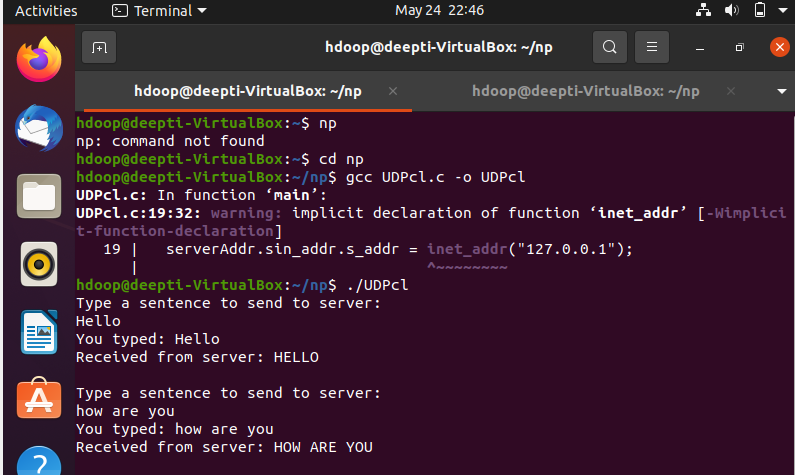 Activities
Terminal
May 24 22:46
hdoop@deepti-VirtualBox: ~/np
hdoop@deepti-VirtualBox: ~/np ×
hdoop@deepti-VirtualBox: ~/np ×
hdoop@deepti-VirtualBox:~$ np
np: command not found
hdoop@deepti-VirtualBox:~$ cd np
hdoop@deepti-VirtualBox:~/np$ gcc UDPcl.c -o UDPcl
UDPcl.c: In function ‘main’:
UDPcl.c:19:32: warning: implicit declaration of function ‘inet_addr’ [-Wimplici
t-function-declaration]
19 | serverAddr.sin_addr.s_addr = inet_addr("127.0.0.1");
| ^~~~~~~~~
hdoop@deepti-VirtualBox:~/np$ ./UDPcl
Type a sentence to send to server:
Hello
You typed: Hello
Received from server: HELLO
Type a sentence to send to server:
how are you
You typed: how are you
Received from server: HOW ARE YOU